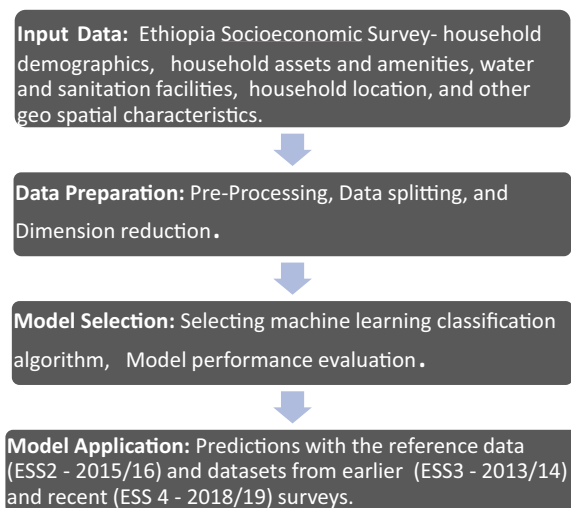 Input Data: Ethiopia Socioeconomic Survey- household
demographics, household assets and amenities, water
and sanitation facilities, household location, and other
geo spatial characteristics.
Data Preparation: Pre-Processing, Data splitting, and
Dimension reduction.
Model Selection: Selecting machine learning classification
algorithm, Model performance evaluation.
Model Application: Predictions with the reference data
(ESS2 - 2015/16) and datasets from earlier (ESS3 - 2013/14)
and recent (ESS 4 - 2018/19) surveys.